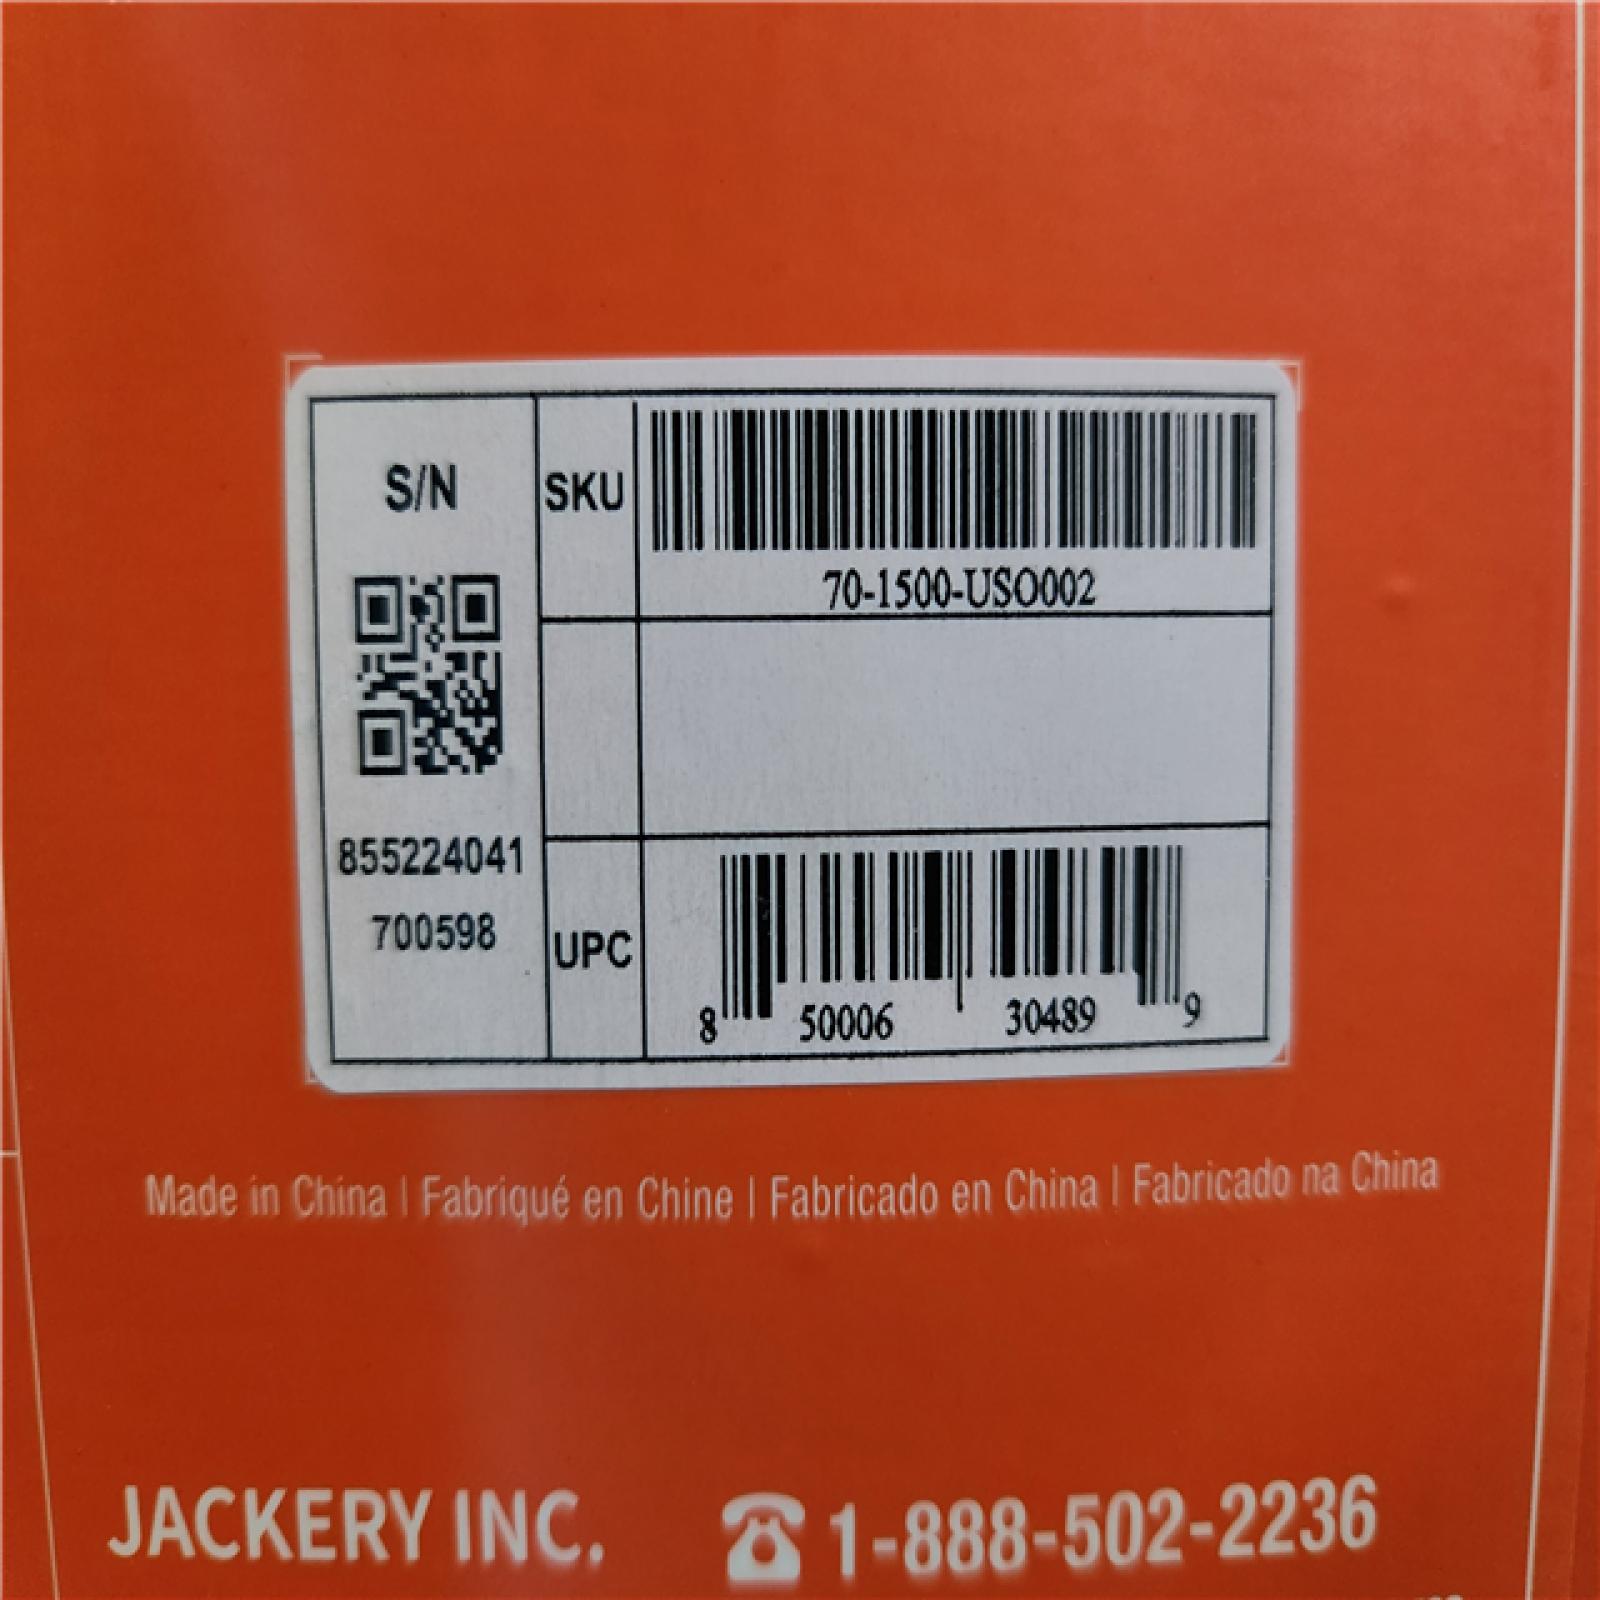 S/N
855224041
700598
SKU
70-1500-USO002
UPC
8 50006 30489 9
Made in China | Fabriqué en Chine | Fabricado en China | Fabricado na China
JACKERY INC. 1-888-502-2236